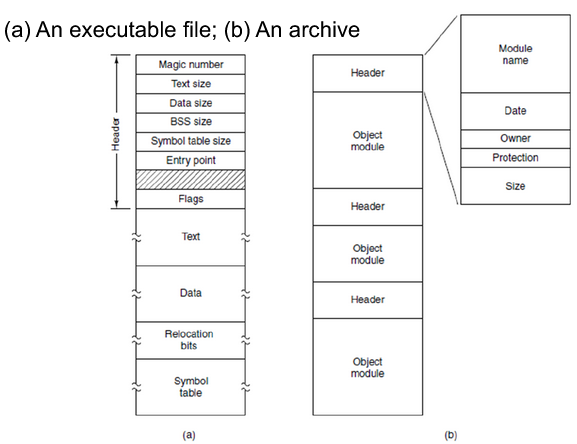 (a) An executable file; (b) An archive
Header
Magic number
Text size
Data size
BSS size
Symbol table size
Entry point
Flags
Text
Data
Relocation
bits
Symbol
table
(a)
Header
Object
module
Header
Object
module
Header
Object
module
(b)
Module
name
Date
Owner
Protection
Size